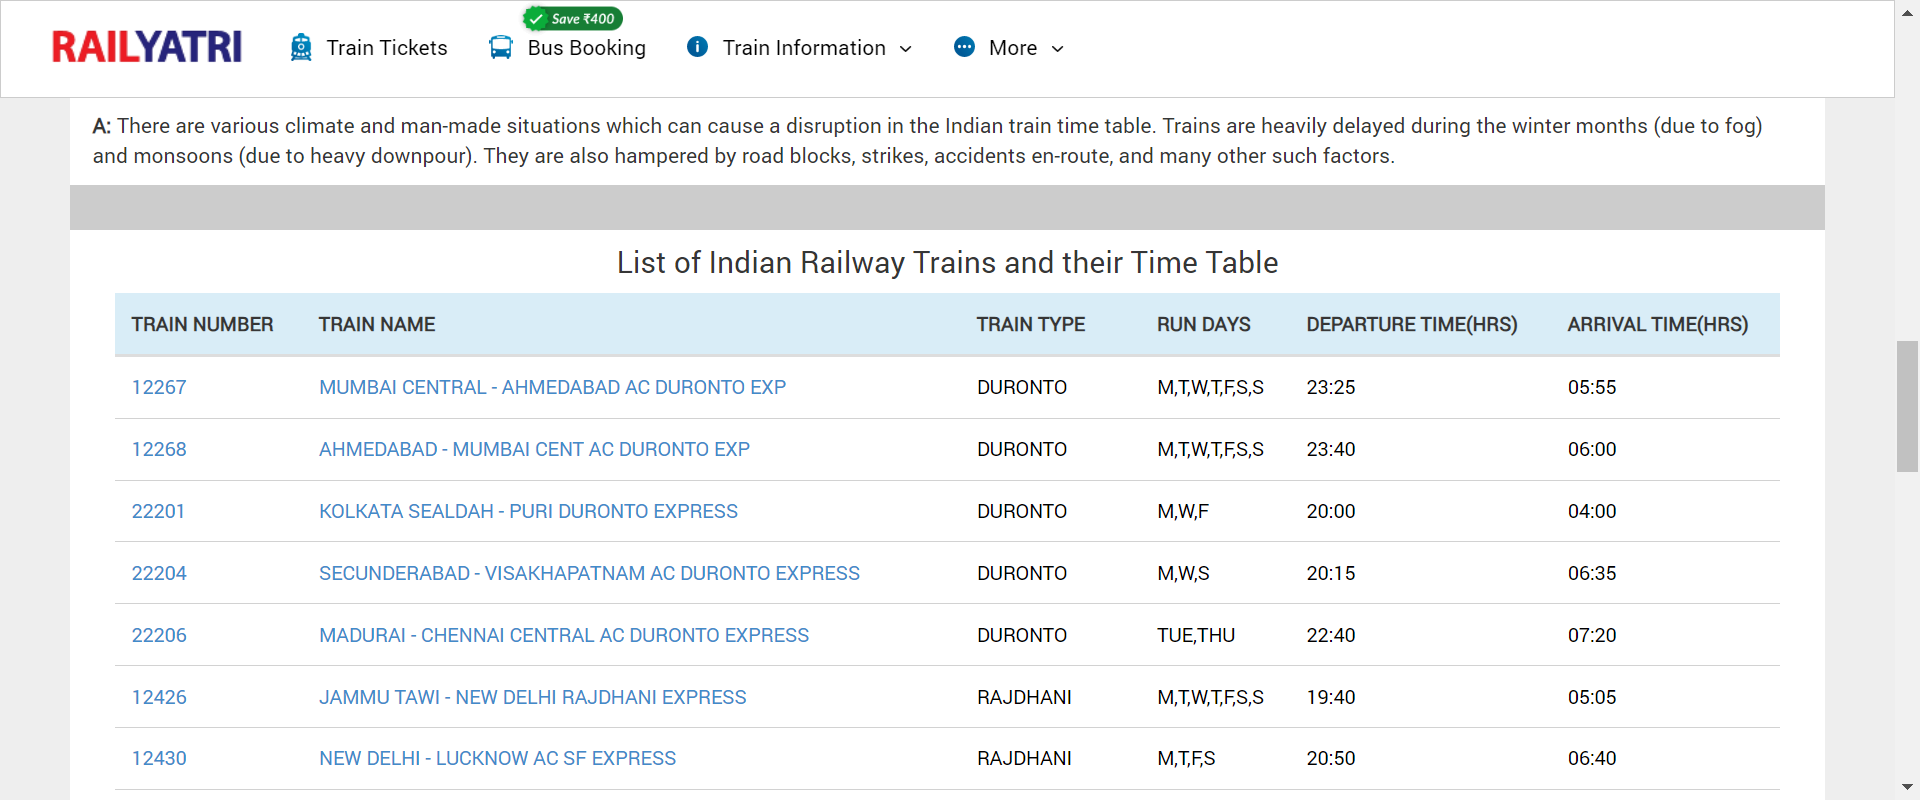 Save ₹400
RAILYATRI Train Tickets Bus Booking Train Information More
A: There are various climate and man-made situations which can cause a disruption in the Indian train time table. Trains are heavily delayed during the winter months (due to fog)
and monsoons (due to heavy downpour). They are also hampered by road blocks, strikes, accidents en-route, and many other such factors.
List of Indian Railway Trains and their Time Table
TRAIN NUMBER TRAIN NAME TRAIN TYPE RUN DAYS DEPARTURE TIME(HRS) ARRIVAL TIME(HRS)
12267 MUMBAI CENTRAL - AHMEDABAD AC DURONTO EXP DURONTO M,T,W,T,F,S,S 23:25 05:55
12268 AHMEDABAD - MUMBAI CENT AC DURONTO EXP DURONTO M,T,W,T,F,S,S 23:40 06:00
22201 KOLKATA SEALDAH - PURI DURONTO EXPRESS DURONTO M,W,F 20:00 04:00
22204 SECUNDERABAD - VISAKHAPATNAM AC DURONTO EXPRESS DURONTO M,W,S 20:15 06:35
22206 MADURAI - CHENNAI CENTRAL AC DURONTO EXPRESS DURONTO TUE,THU 22:40 07:20
12426 JAMMU TAWI - NEW DELHI RAJDHANI EXPRESS RAJDHANI M,T,W,T,F,S,S 19:40 05:05
12430 NEW DELHI - LUCKNOW AC SF EXPRESS RAJDHANI M,T,F,S 20:50 06:40